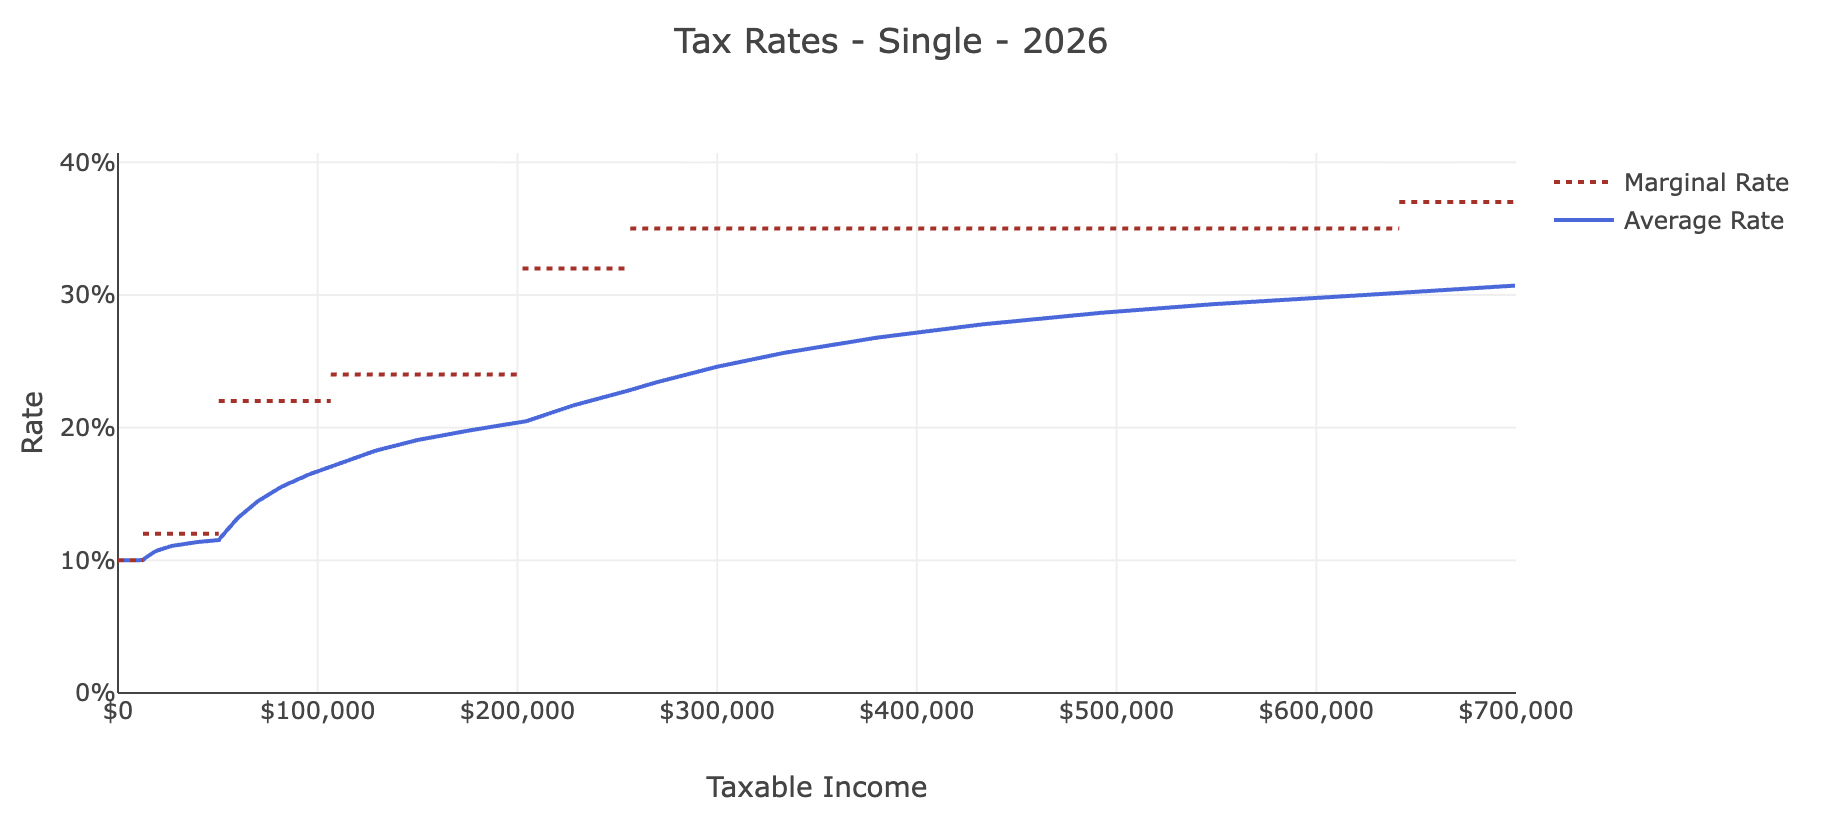 Tax Rates - Single - 2026
40%
30%
20%
10%
0%
Rate
$0
$100,000
$200,000
$300,000
$400,000
$500,000
$600,000
$700,000
Taxable Income
Marginal Rate
Average Rate